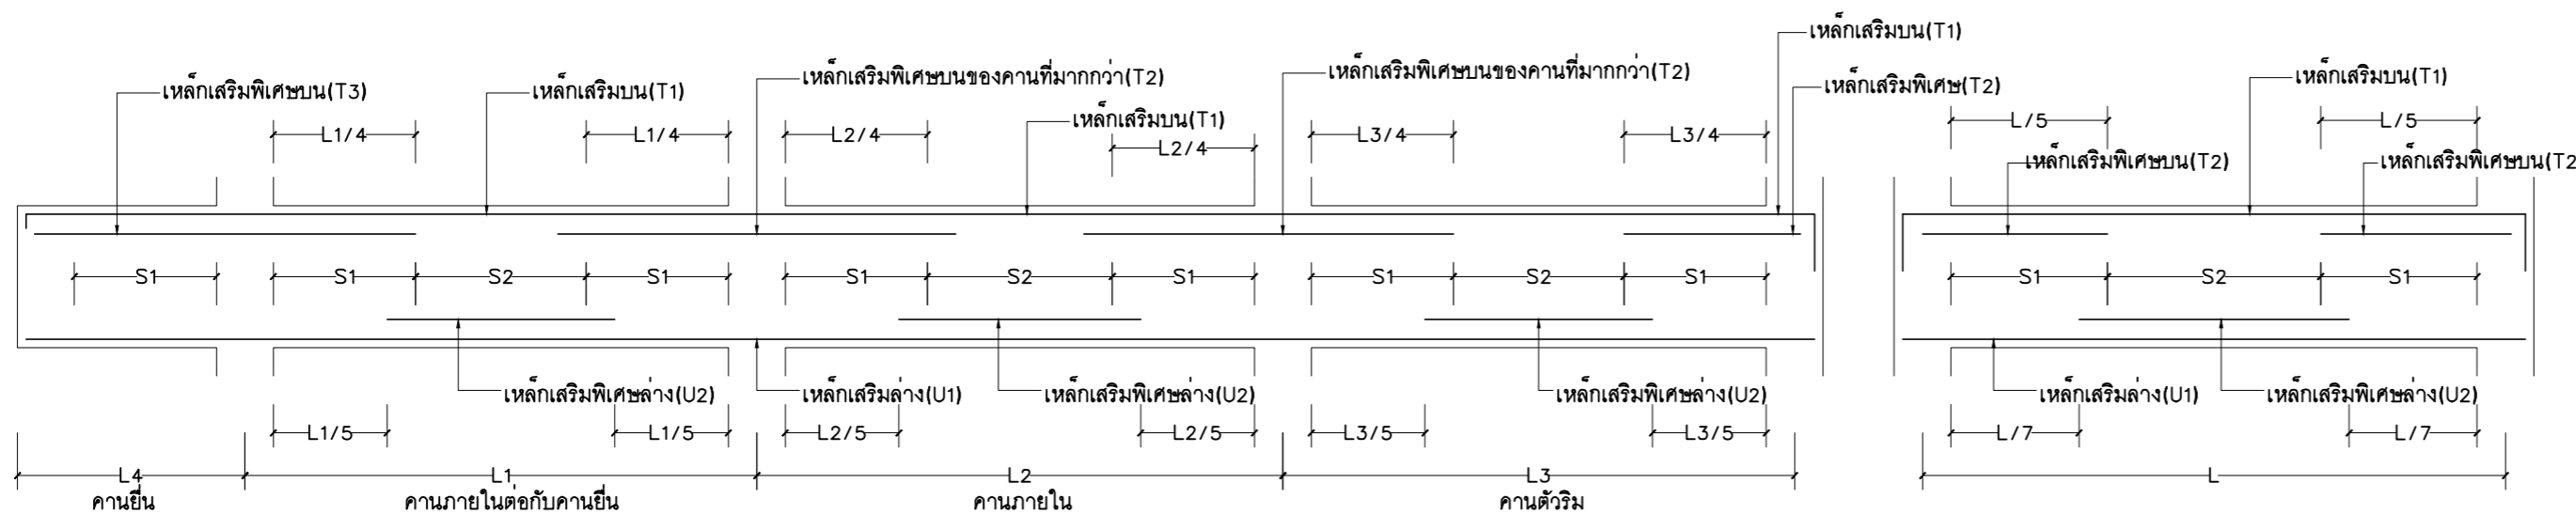 เหล็กเสริมบน(T1)
เหล็กเสริมพิเศษบน(T3)
เหล็กเสริมบน(T1)
เหล็กเสริมพิเศษบนของคานที่มากกว่า(T2)
เหล็กเสริมพิเศษบนของคานที่มากกว่า(T2)
เหล็กเสริมพิเศษ(T2)
เหล็กเสริมบน(T1)
เหล็กเสริมบน(T1)
L1/4
L1/4
L2/4
L2/4
L3/4
L3/4
L/5
L/5
เหล็กเสริมพิเศษบน(T2)
เหล็กเสริมพิเศษบน(T2
S1
S1
S2
S1
S1
S2
S1
S1
S2
S1
S1
S2
S1
เหล็กเสริมพิเศษล่าง(U2)
เหล็กเสริมล่าง(U1)
เหล็กเสริมพิเศษล่าง(U2)
เหล็กเสริมพิเศษล่าง(U2)
เหล็กเสริมล่าง(U1)
เหล็กเสริมพิเศษล่าง(U2)
L1/5
L1/5
L2/5
L2/5
L3/5
L3/5
L/7
L/7
L4
L1
L2
L3
L
คานยื่น
คานภายในต่อกับคานยื่น
คานภายใน
คานตัวริม